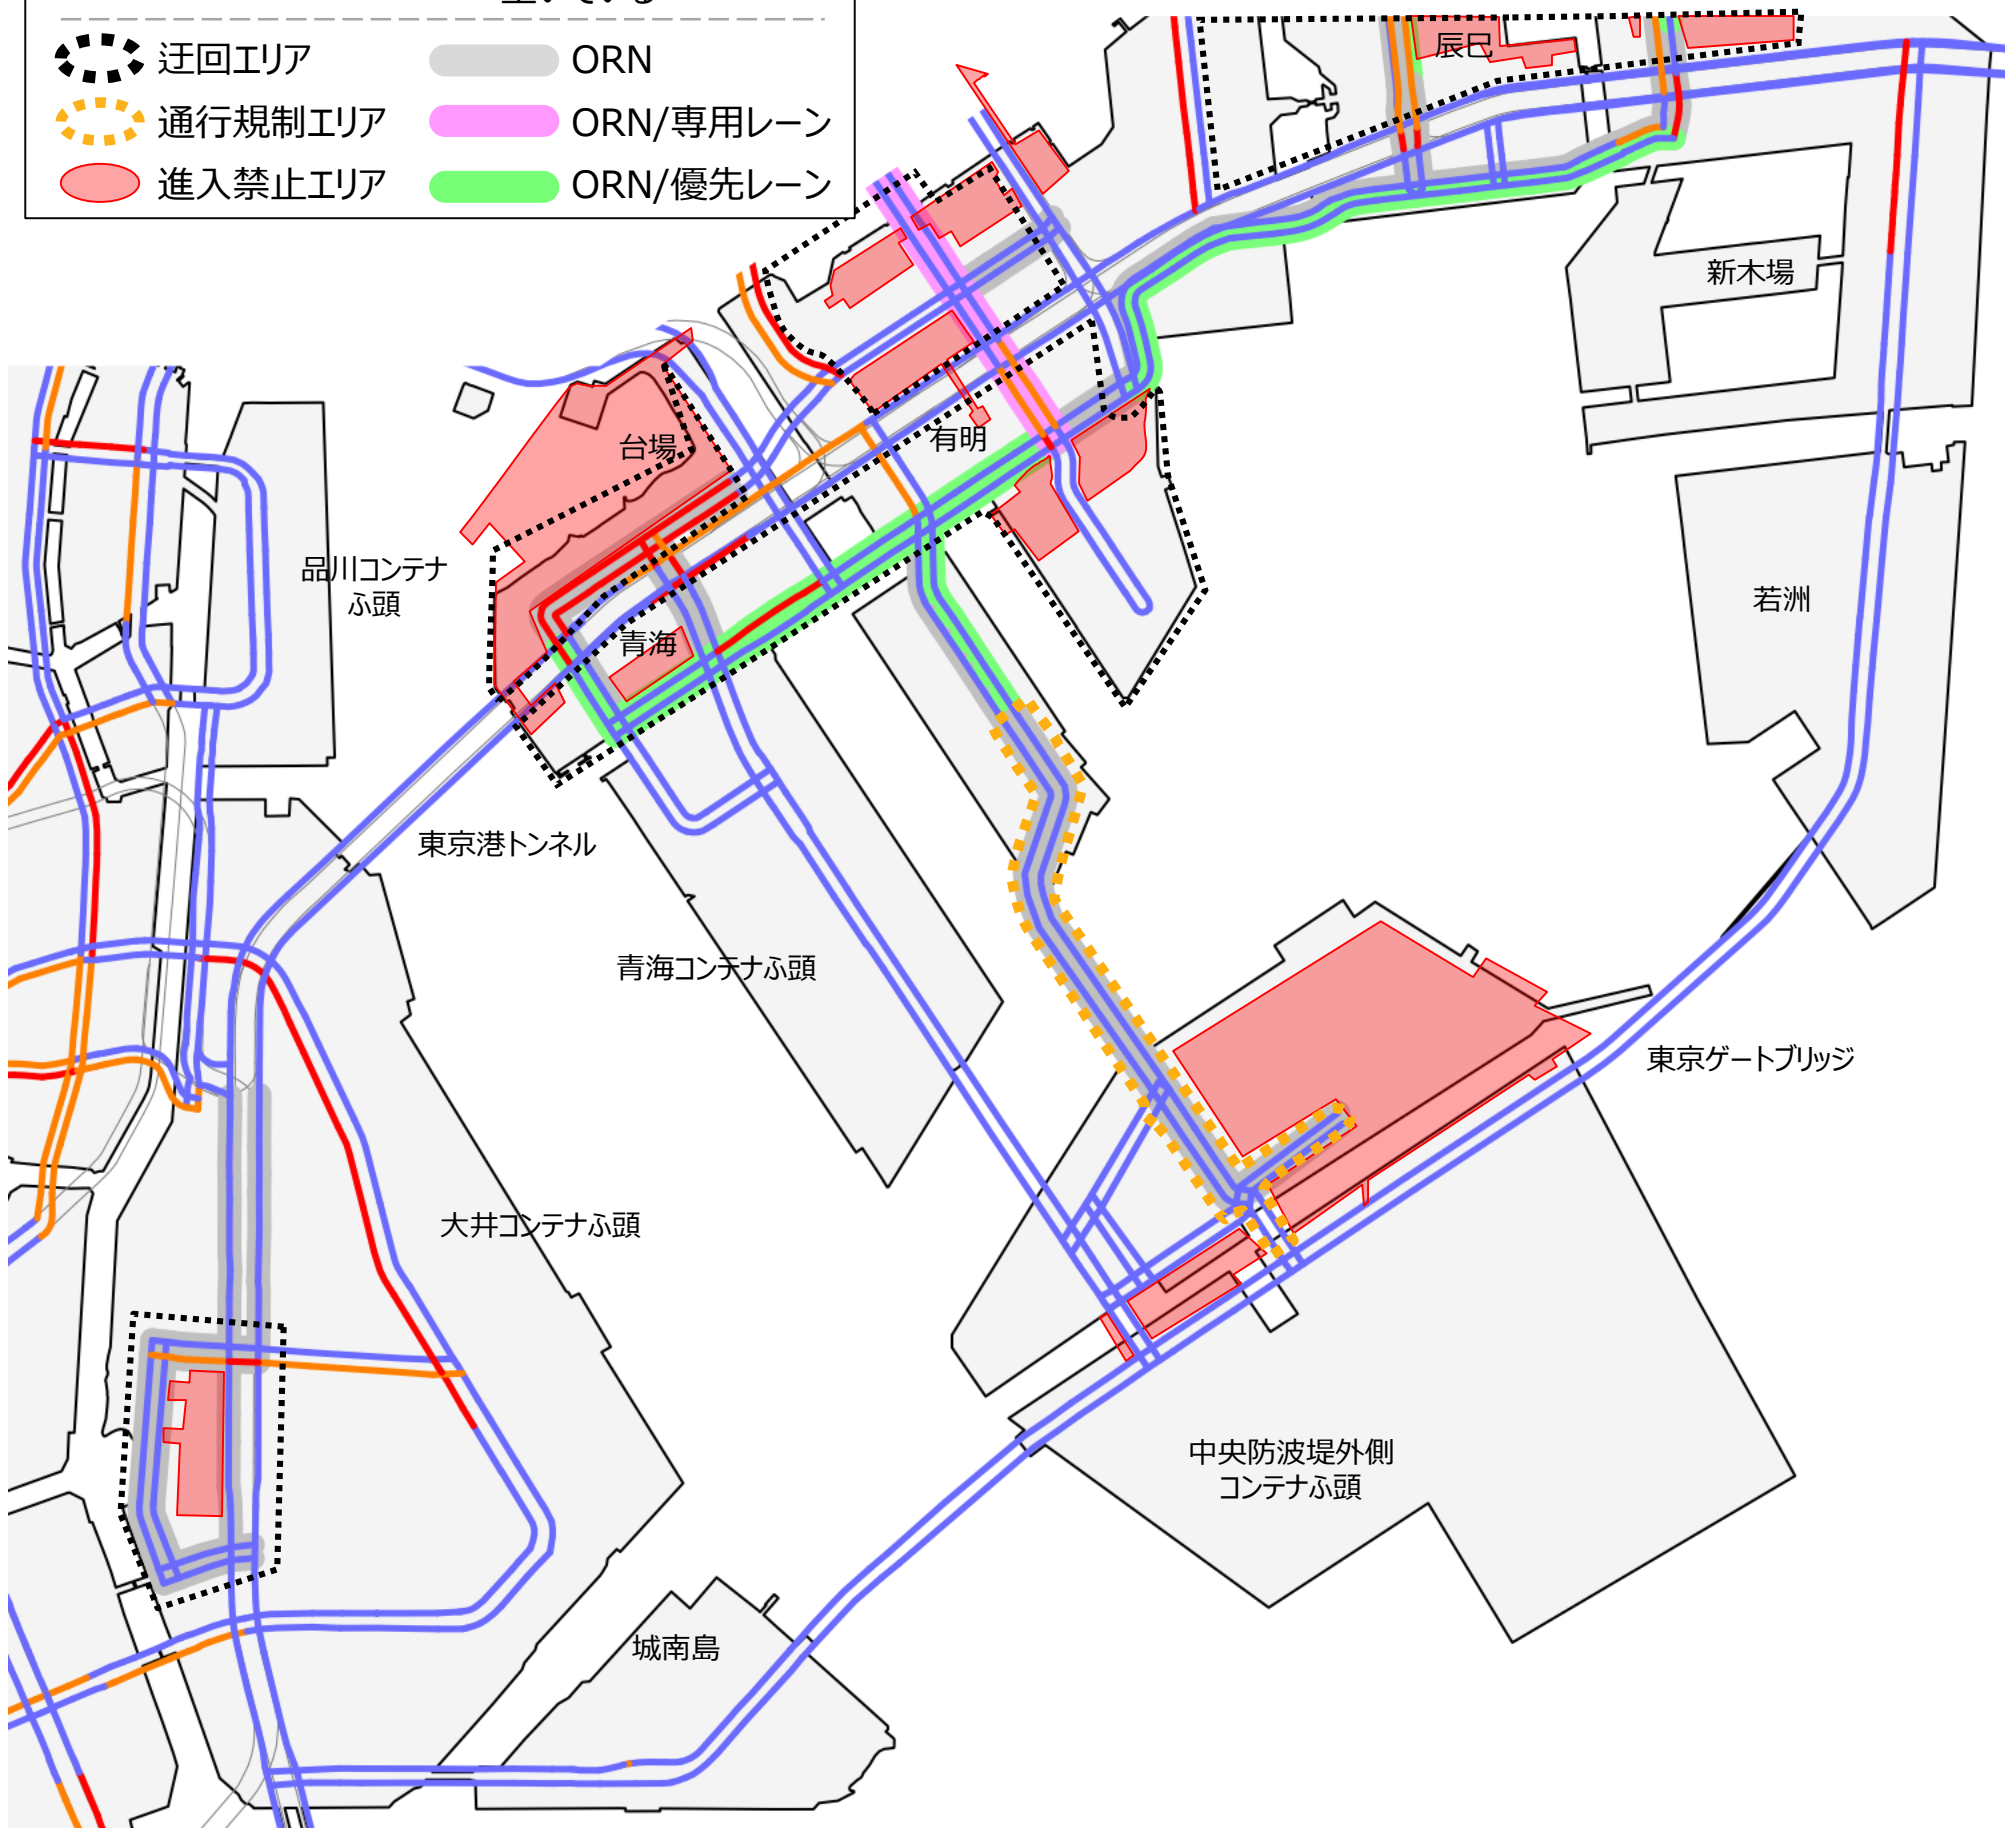 空いている
迂回エリア
ORN
通行規制エリア
ORN/専用レーン
進入禁止エリア
ORN/優先レーン
辰巳
新木場
有明
台場
品川コンテナ
ふ頭
青海
若洲
東京港トンネル
青海コンテナふ頭
東京ゲートブリッジ
大井コンテナふ頭
中央防波堤外側
コンテナふ頭
城南島